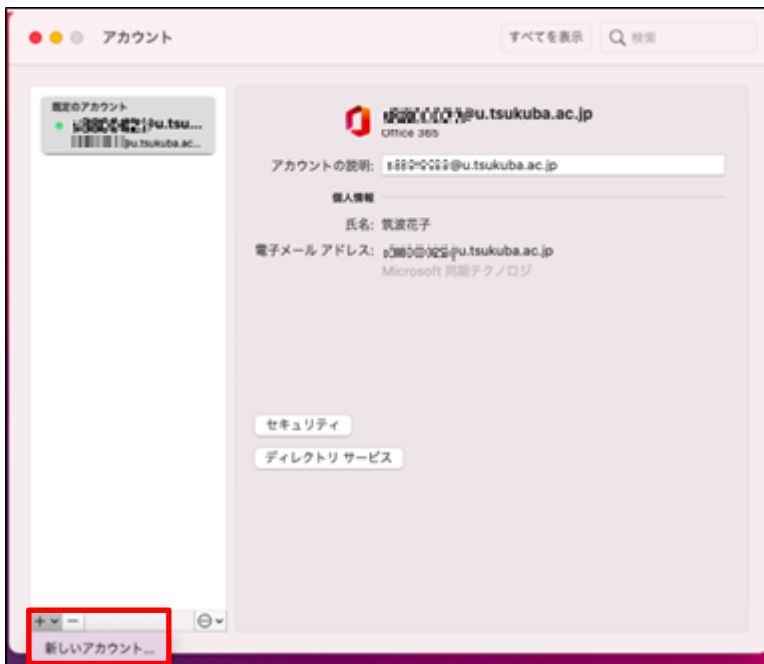 アカウント
すべてを表示
検索
既定のアカウント
@u.tsu...
@u.tsukuba.ac...
@u.tsukuba.ac.jp
Office 365
アカウントの説明: @u.tsukuba.ac.jp
個人情報
氏名: 筑波花子
電子メール アドレス: @u.tsukuba.ac.jp
Microsoft 同期テクノロジ
セキュリティ
ディレクトリ サービス
新しいアカウント...